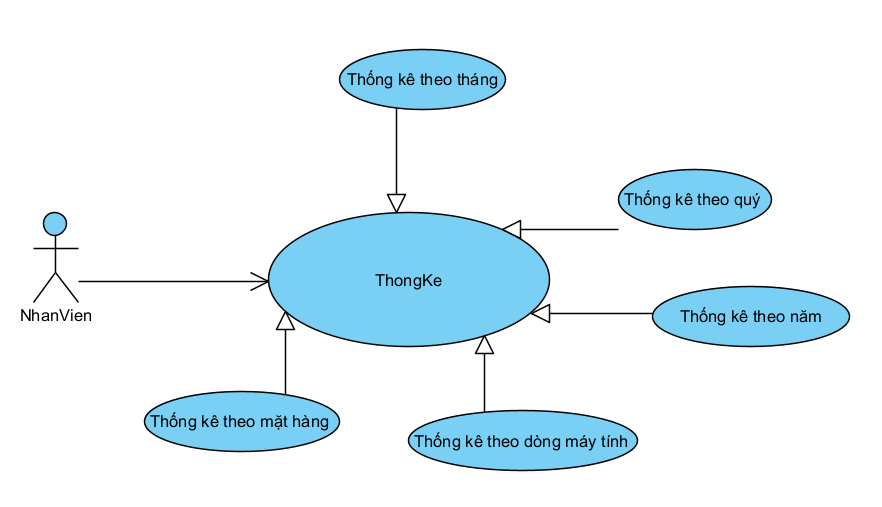 Thống kê theo tháng
Thống kê theo quý
ThongKe
NhanVien
Thống kê theo năm
Thống kê theo mặt hàng
Thống kê theo dòng máy tính